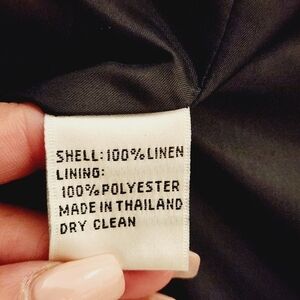 SHELL: 100% LINEN
LINING:
100% POLYESTER
MADE IN THAILAND
DRY CLEAN